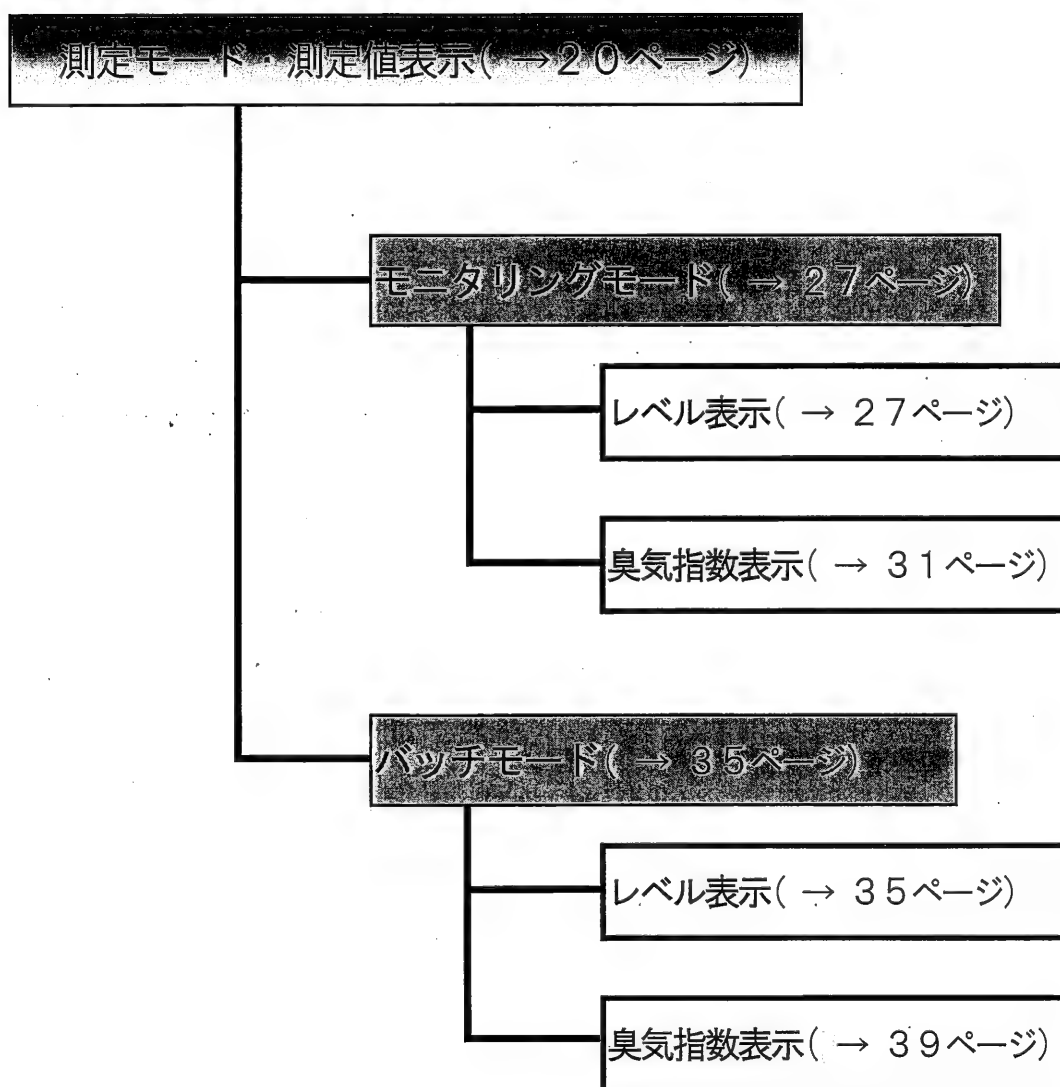 測定モード・測定値表示( →２０ページ)
モニタリングモード( → ２７ページ)
レベル表示( → ２７ページ)
臭気指数表示( → ３１ページ)
バッチモード( → ３５ページ)
レベル表示( → ３５ページ)
臭気指数表示( → ３９ページ)